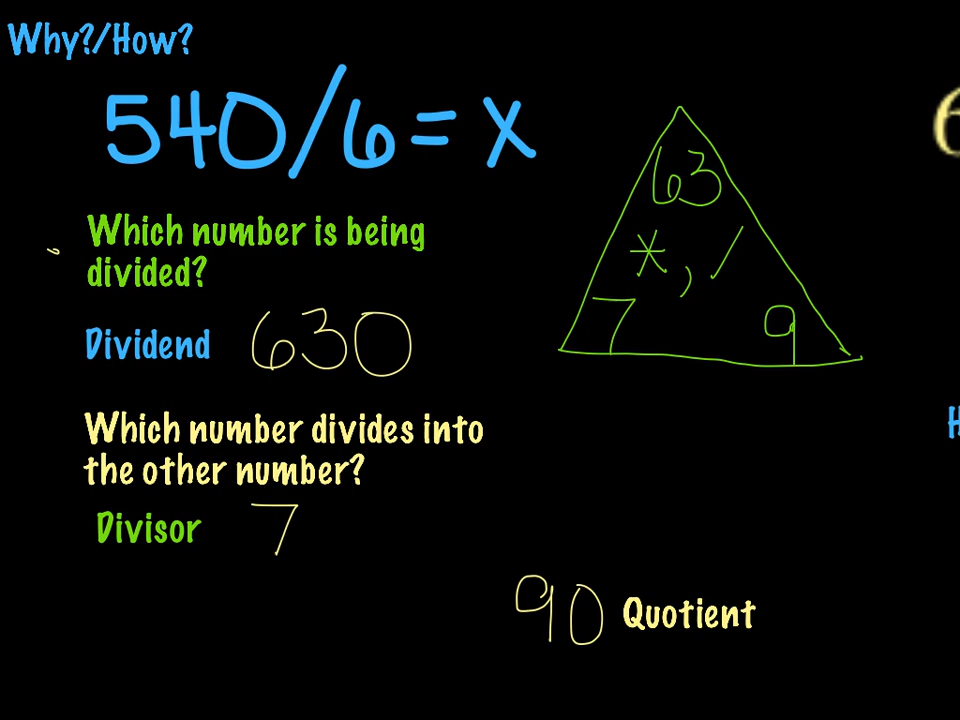 Why?/How?
540/6=X
Which number is being
divided?
Dividend 630
Which number divides into
the other number?
Divisor 7
63
*, /
7 9
90 Quotient